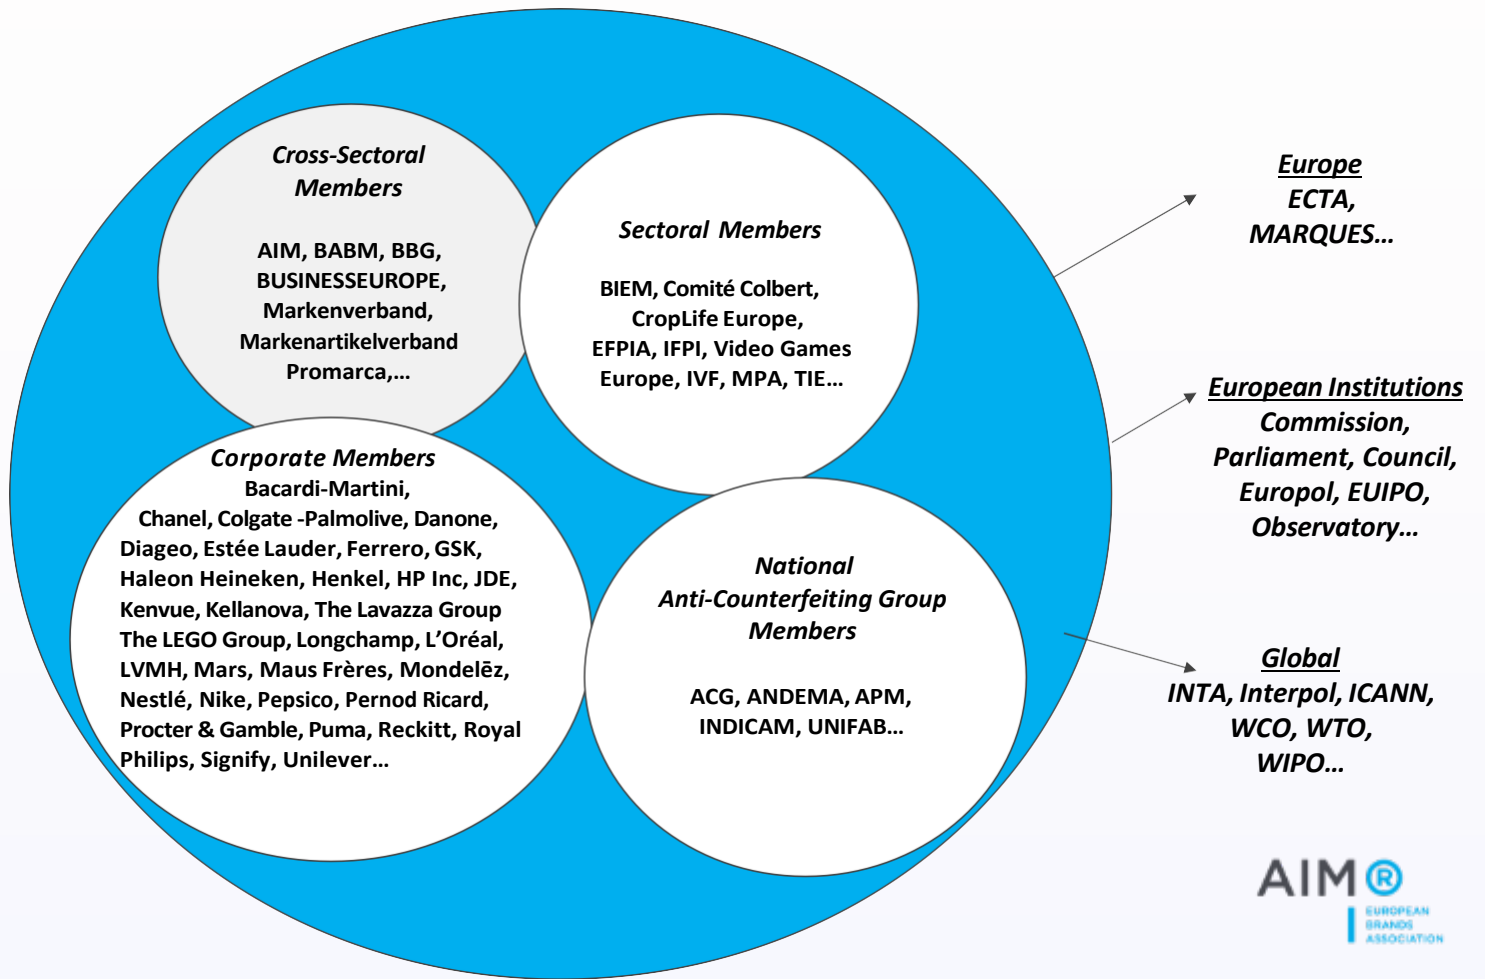 Cross-Sectoral
Members
AIM, BABM, BBG,
BUSINESSEUROPE,
Markenverband,
Markenartikelverband
Promarca,...
Sectoral Members
BIEM, Comité Colbert,
CropLife Europe,
EFPIA, IFPI, Video Games
Europe, IVF, MPA, TIE...
Corporate Members
Bacardi-Martini,
Chanel, Colgate -Palmolive, Danone,
Diageo, Estée Lauder, Ferrero, GSK,
Haleon Heineken, Henkel, HP Inc, JDE,
Kenvue, Kellanova, The Lavazza Group
The LEGO Group, Longchamp, L’Oréal,
LVMH, Mars, Maus Frères, Mondelēz,
Nestlé, Nike, Pepsico, Pernod Ricard,
Procter & Gamble, Puma, Reckitt, Royal
Philips, Signify, Unilever...
National
Anti-Counterfeiting Group
Members
ACG, ANDEMA, APM,
INDICAM, UNIFAB...
Europe
ECTA,
MARQUES...
European Institutions
Commission,
Parliament, Council,
Europol, EUIPO,
Observatory...
Global
INTA, Interpol, ICANN,
WCO, WTO,
WIPO...
AIM ®
EUROPEAN
BRANDS
ASSOCIATION